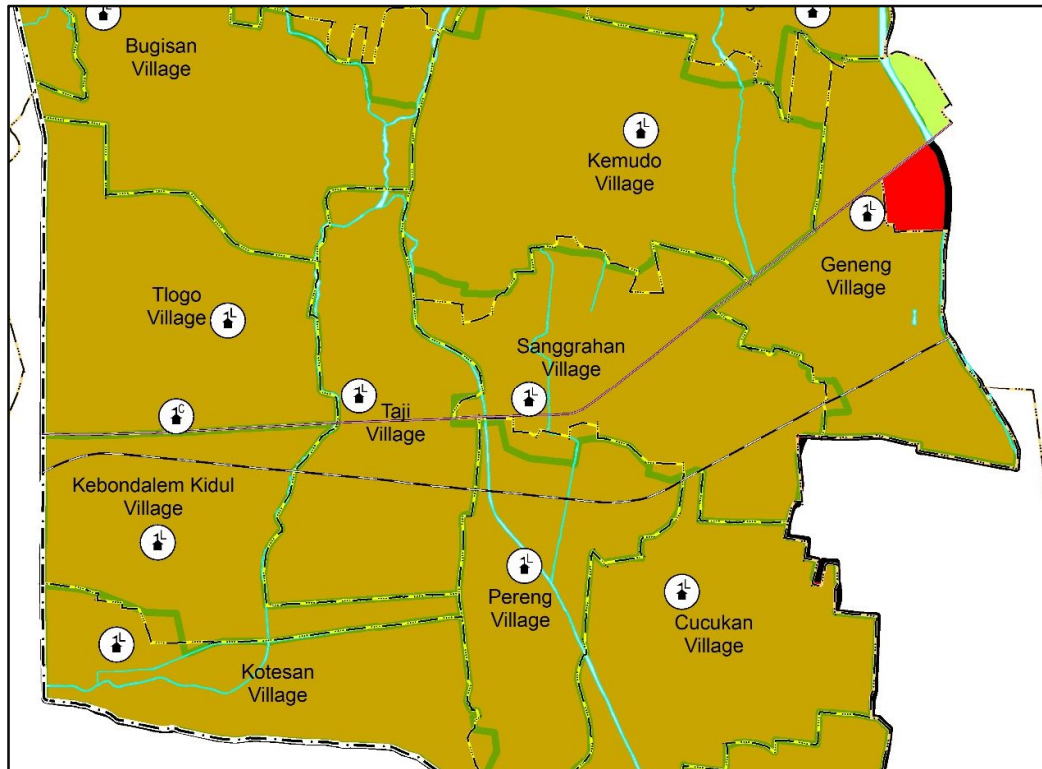 L
Bugisan
Village
L
Kemudo
Village
L
Geneng
Village
Tlogo
Village
L
Sanggrahan
Village
L
L
Taji
Village
C
Kebondalem Kidul
Village
L
L
Pereng
Village
L
Cucukan
Village
L
Kotesan
Village